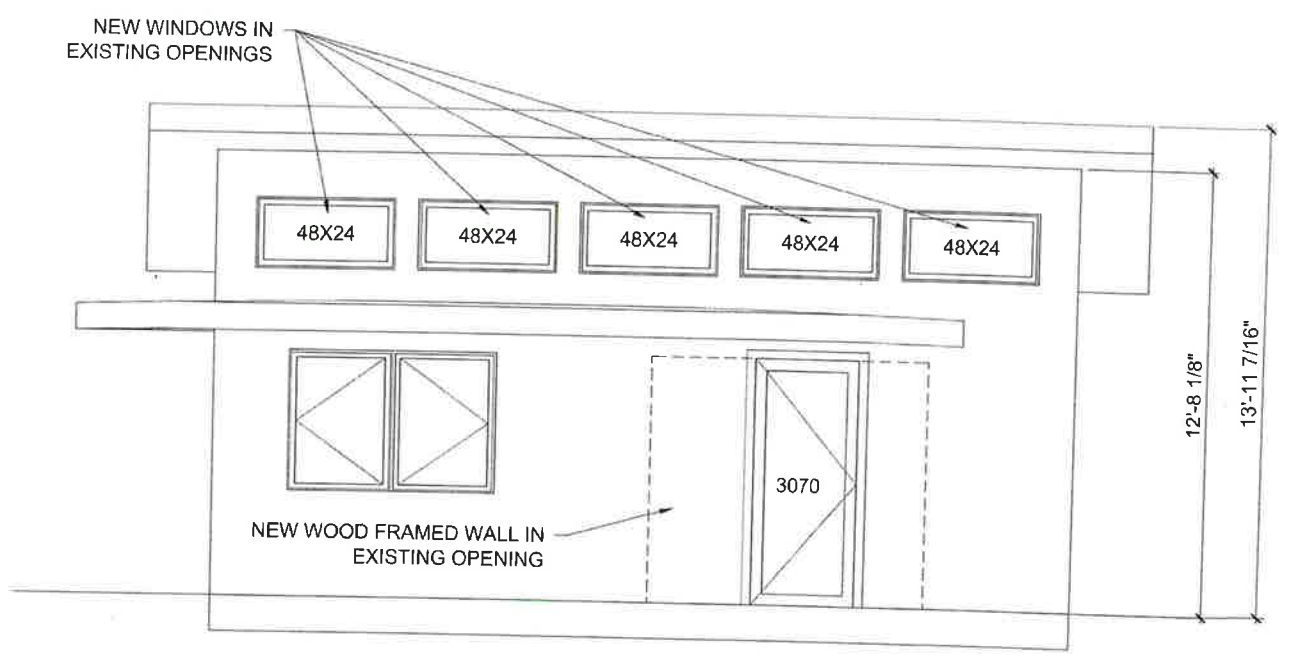 NEW WINDOWS IN
EXISTING OPENINGS
48X24
48X24
48X24
48X24
48X24
12'-8 1/8"
13'-11 7/16"
3070
NEW WOOD FRAMED WALL IN
EXISTING OPENING